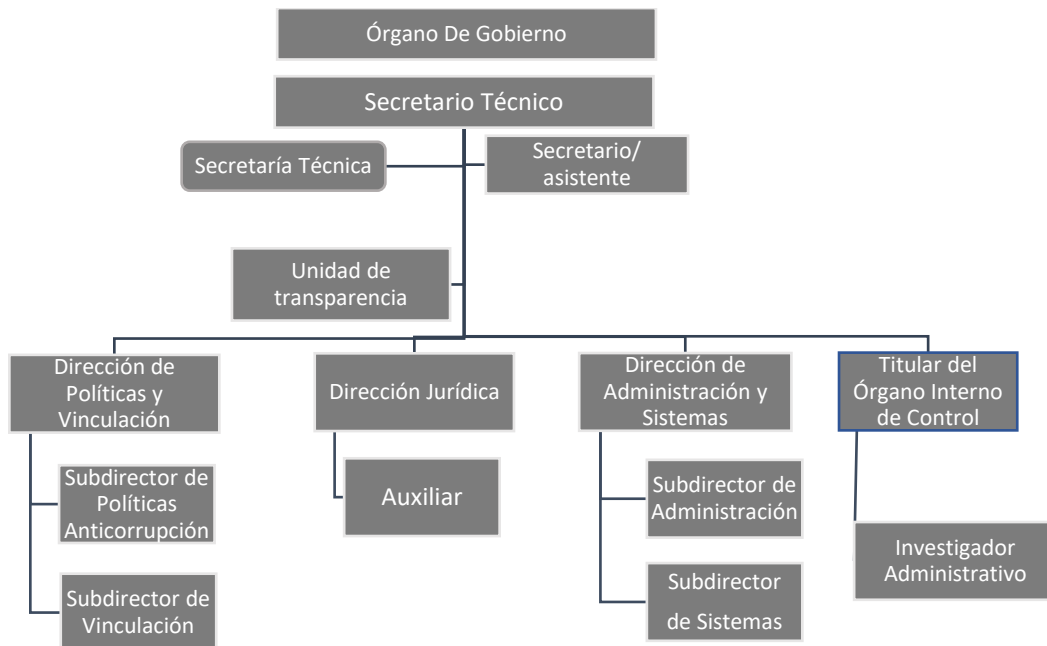 Órgano De Gobierno
Secretario Técnico
Secretaría Técnica
Secretario/
asistente
Unidad de
transparencia
Dirección de
Políticas y
Vinculación
Dirección Jurídica
Dirección de
Administración y
Sistemas
Titular del
Órgano Interno
de Control
Subdirector de
Políticas
Anticorrupción
Auxiliar
Subdirector de
Administración
Investigador
Administrativo
Subdirector de
Vinculación
Subdirector
de Sistemas